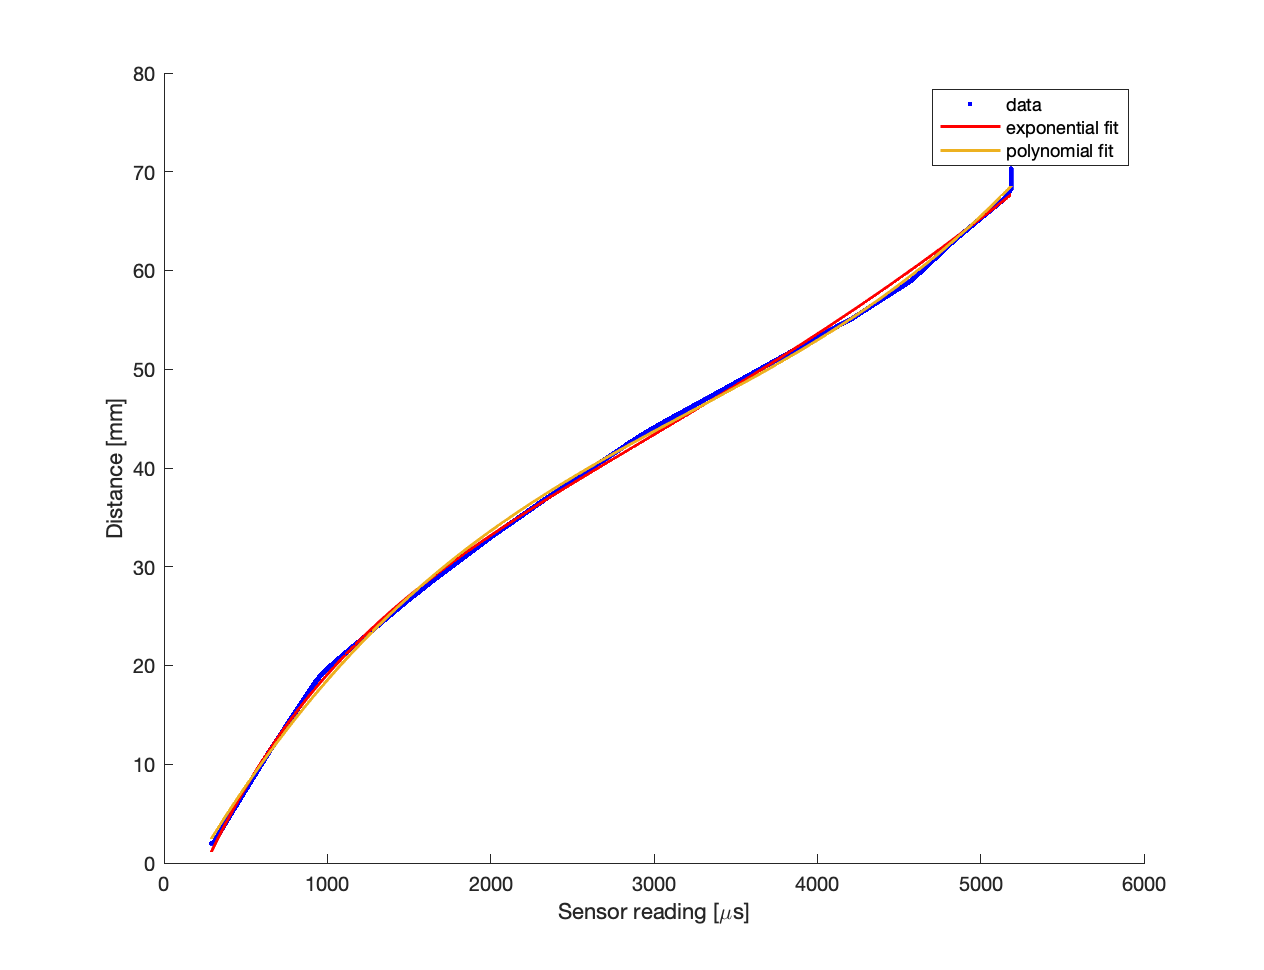 80
70
60
50
40
30
20
10
0
Distance [mm]
data
exponential fit
polynomial fit
0 1000 2000 3000 4000 5000 6000
Sensor reading [μs]